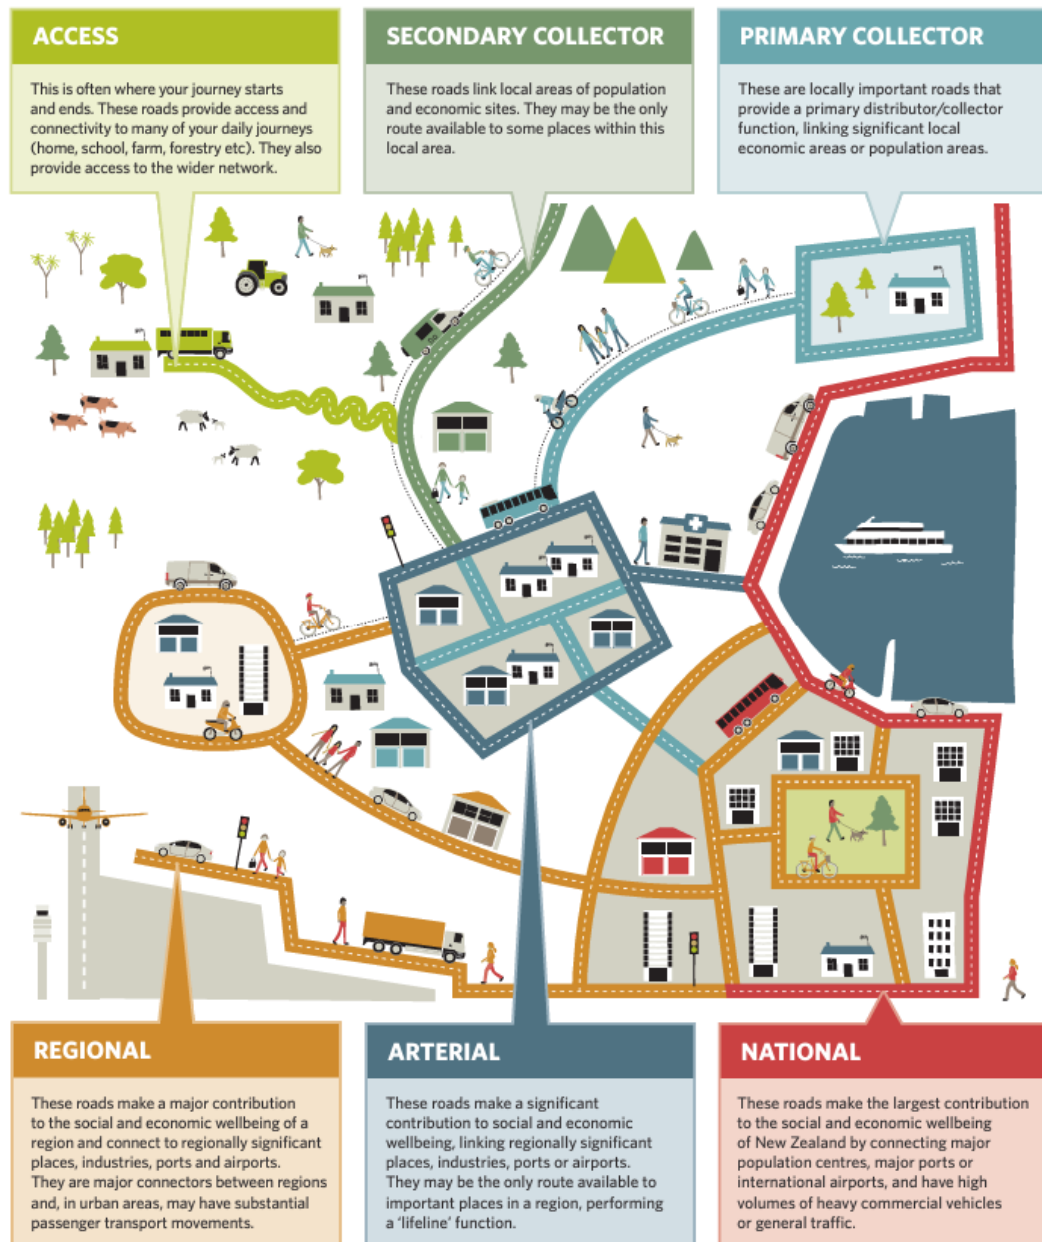 ACCESS
This is often where your journey starts
and ends. These roads provide access and
connectivity to many of your daily journeys
(home, school, farm, forestry etc). They also
provide access to the wider network.
SECONDARY COLLECTOR
These roads link local areas of population
and economic sites. They may be the only
route available to some places within this
local area.
PRIMARY COLLECTOR
These are locally important roads that
provide a primary distributor/collector
function, linking significant local
economic areas or population areas.
REGIONAL
These roads make a major contribution
to the social and economic wellbeing of a
region and connect to regionally significant
places, industries, ports and airports.
They are major connectors between regions
and, in urban areas, may have substantial
passenger transport movements.
ARTERIAL
These roads make a significant
contribution to social and economic
wellbeing, linking regionally significant
places, industries, ports or airports.
They may be the only route available to
important places in a region, performing
a ‘lifeline’ function.
NATIONAL
These roads make the largest contribution
to the social and economic wellbeing
of New Zealand by connecting major
population centres, major ports or
international airports, and have high
volumes of heavy commercial vehicles
or general traffic.